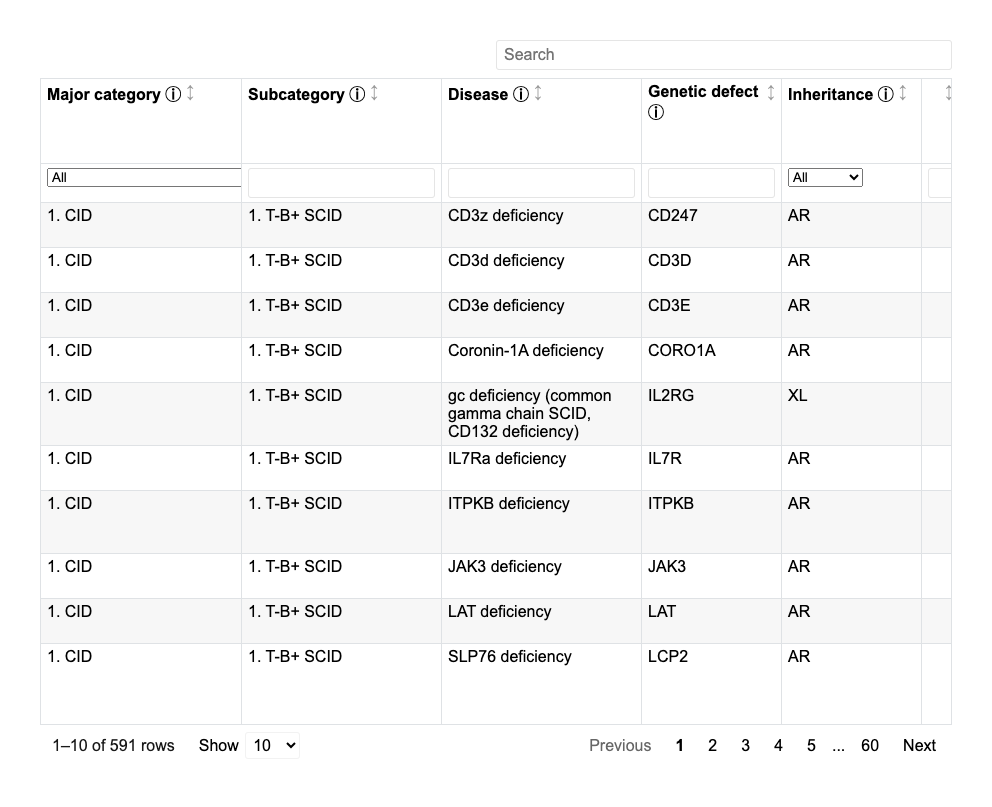 Search
Major category ⓘ ↕ Subcategory ⓘ ↕ Disease ⓘ ↕ Genetic defect ⓘ ↕ Inheritance ⓘ ↕ ↕
All All
1. CID 1. T-B+ SCID CD3z deficiency CD247 AR
1. CID 1. T-B+ SCID CD3d deficiency CD3D AR
1. CID 1. T-B+ SCID CD3e deficiency CD3E AR
1. CID 1. T-B+ SCID Coronin-1A deficiency CORO1A AR
1. CID 1. T-B+ SCID gc deficiency (common IL2RG XL
gamma chain SCID,
CD132 deficiency)
1. CID 1. T-B+ SCID IL7Ra deficiency IL7R AR
1. CID 1. T-B+ SCID ITPKB deficiency ITPKB AR
1. CID 1. T-B+ SCID JAK3 deficiency JAK3 AR
1. CID 1. T-B+ SCID LAT deficiency LAT AR
1. CID 1. T-B+ SCID SLP76 deficiency LCP2 AR
1–10 of 591 rows Show 10 Previous 1 2 3 4 5 ... 60 Next